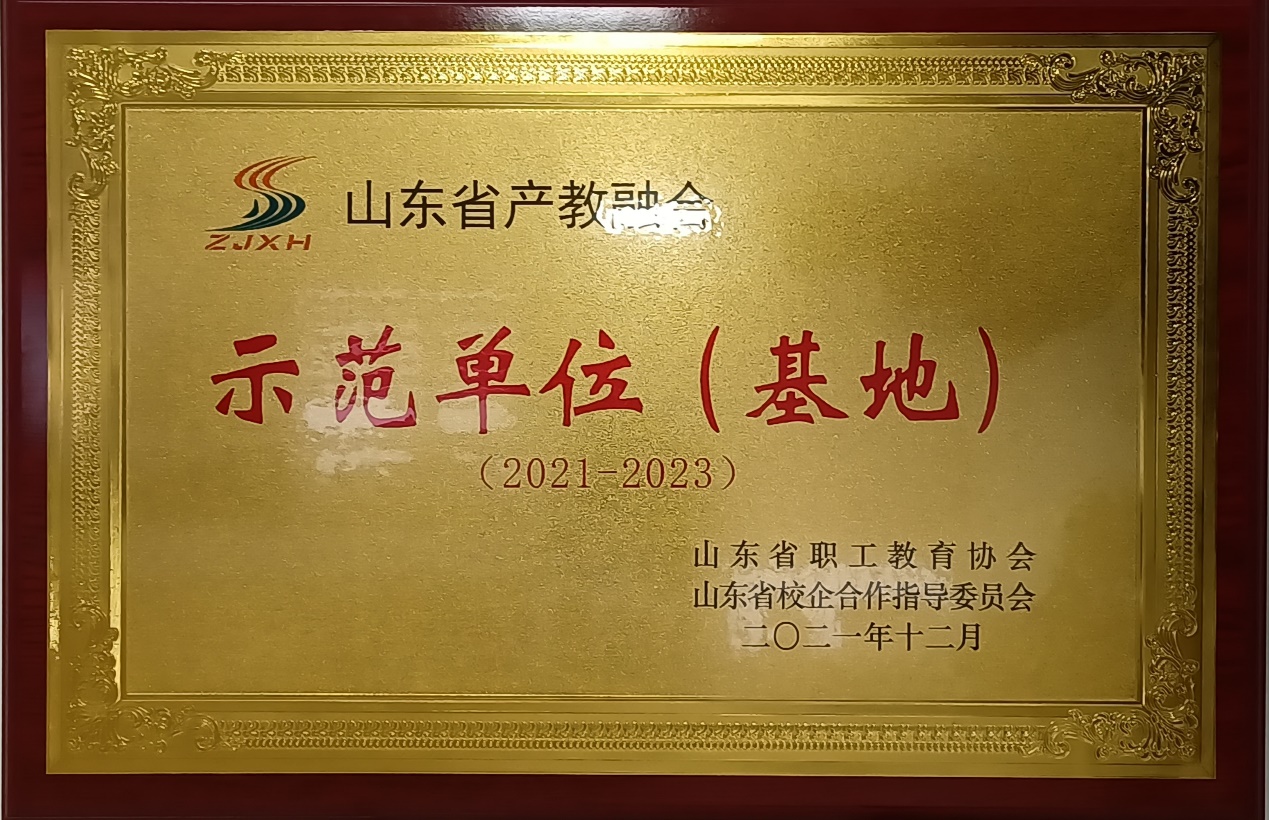 ZJXH
山东省产教融合
示范单位（基地）
（2021-2023）
山东省职工教育协会
山东省校企合作指导委员会
二〇二一年十二月